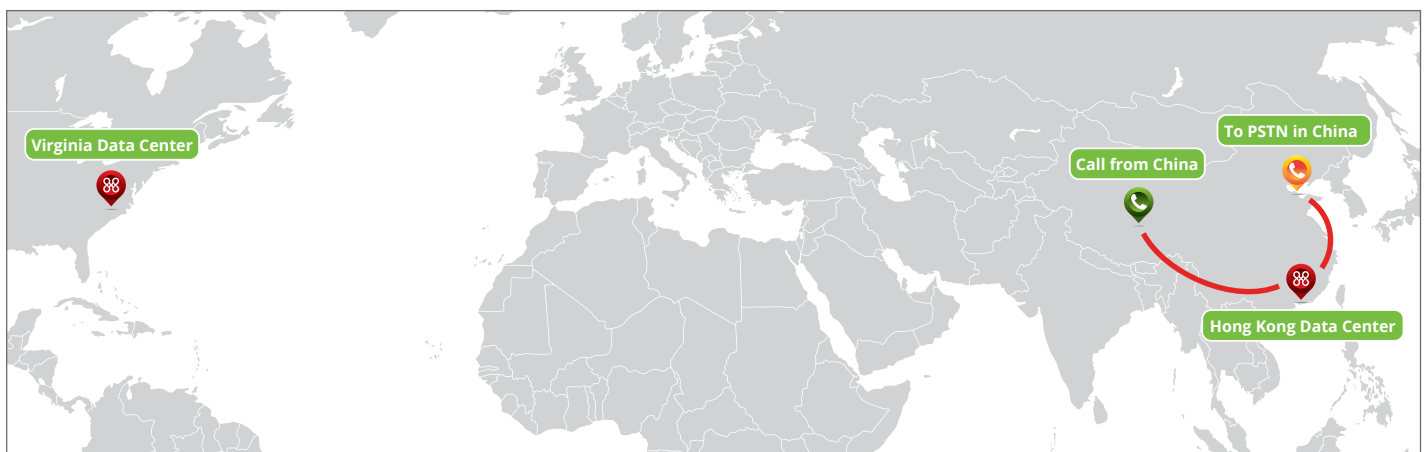 To PSTN in China
Virginia Data Center
Call from China
Hong Kong Data Center